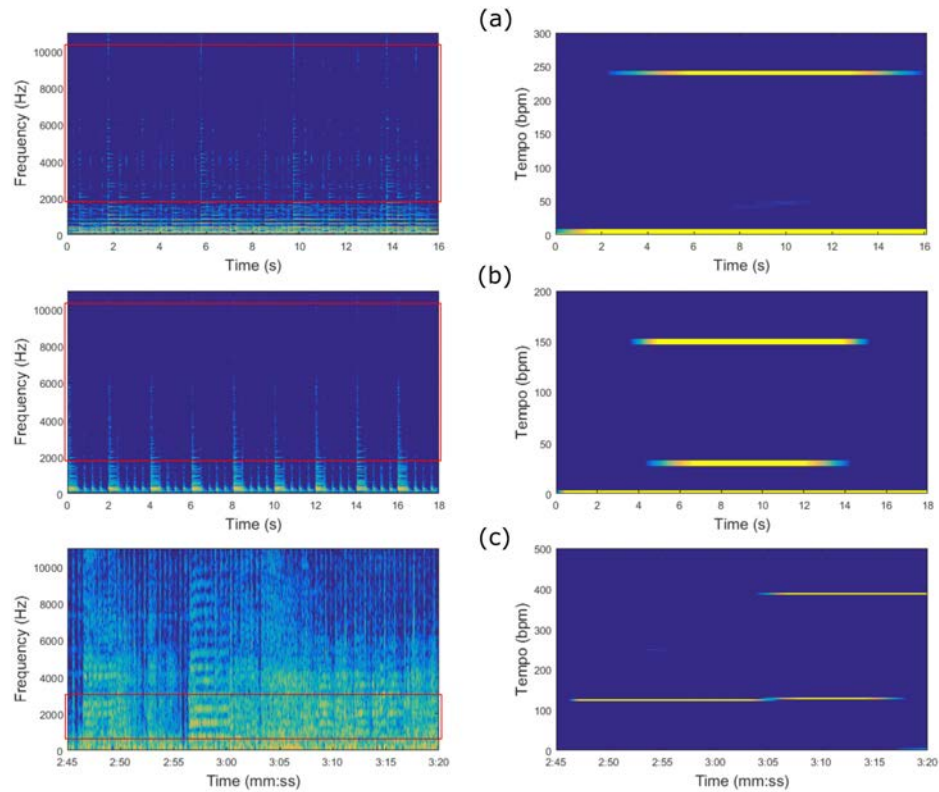 (a)
10000
8000
6000
4000
2000
0
Frequency (Hz)
0 2 4 6 8 10 12 14 16
Time (s)
300
250
200
150
100
50
0
Tempo (bpm)
0 2 4 6 8 10 12 14 16
Time (s)
(b)
10000
8000
6000
4000
2000
0
Frequency (Hz)
0 2 4 6 8 10 12 14 16 18
Time (s)
200
150
100
50
0
Tempo (bpm)
0 2 4 6 8 10 12 14 16 18
Time (s)
(c)
10000
8000
6000
4000
2000
0
Frequency (Hz)
2:45 2:50 2:55 3:00 3:05 3:10 3:15 3:20
Time (mm:ss)
500
400
300
200
100
0
Tempo (bpm)
2:45 2:50 2:55 3:00 3:05 3:10 3:15 3:20
Time (mm:ss)